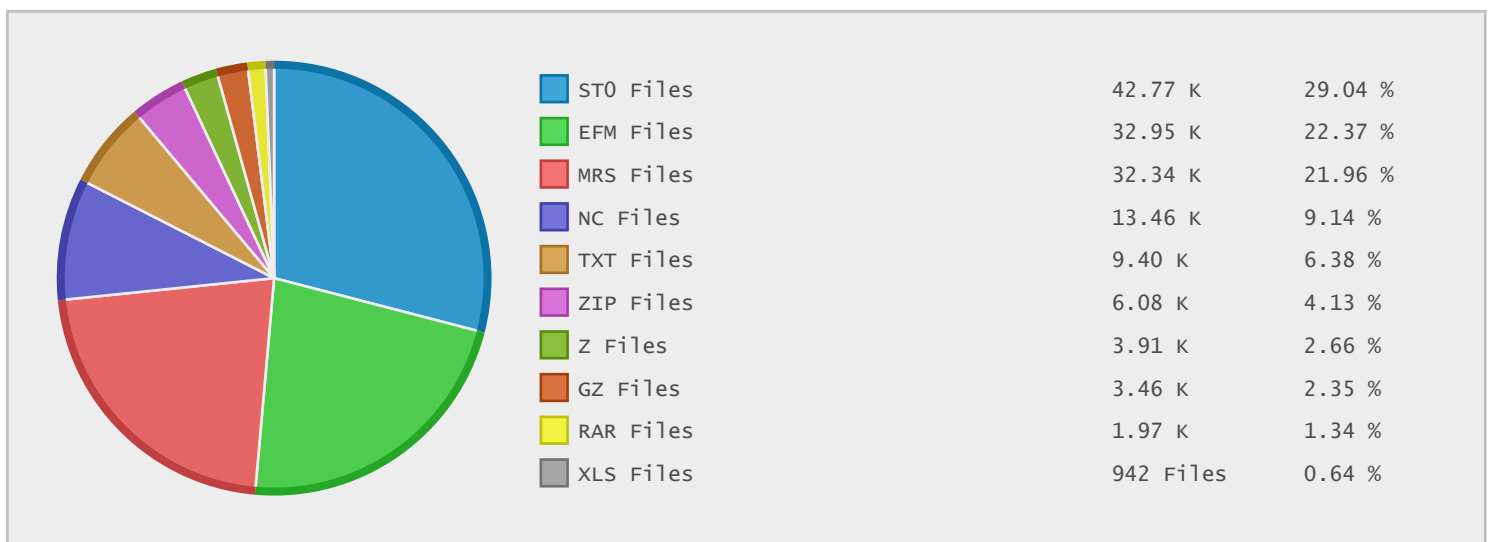 ST0 Files 42.77 K 29.04 %
EFM Files 32.95 K 22.37 %
MRS Files 32.34 K 21.96 %
NC Files 13.46 K 9.14 %
TXT Files 9.40 K 6.38 %
ZIP Files 6.08 K 4.13 %
Z Files 3.91 K 2.66 %
GZ Files 3.46 K 2.35 %
RAR Files 1.97 K 1.34 %
XLS Files 942 Files 0.64 %